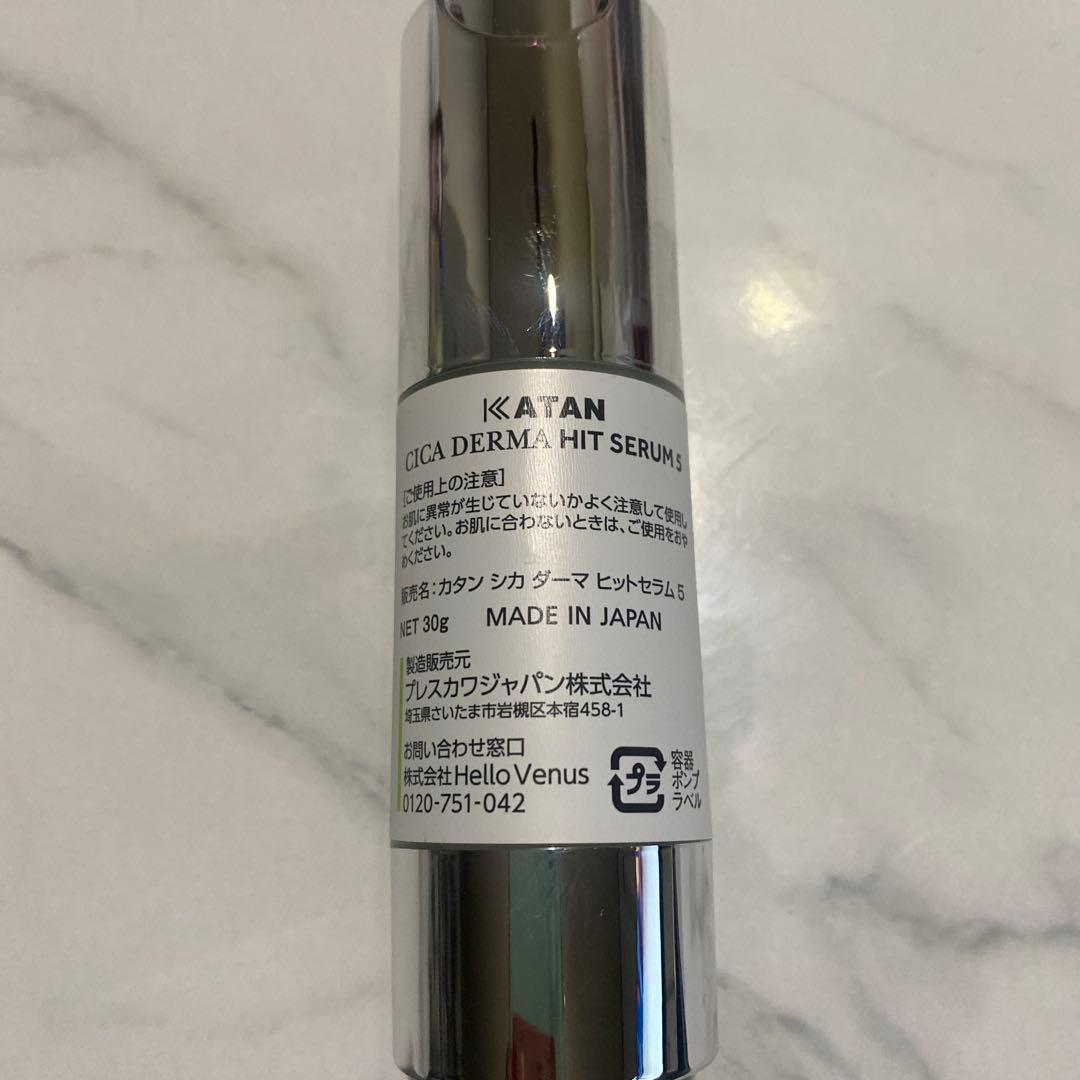 KATAN
CICA DERMA HIT SERUM 5
[ご使用上の注意]
お肌に異常が生じていないかよく注意して使用し
てください。お肌に合わないときは、ご使用をおや
めください。
販売名：カタン シカ ダーマ ヒットセラム 5
NET 30g MADE IN JAPAN
製造販売元
プレスカワジャパン株式会社
埼玉県さいたま市岩槻区本宿458-1
お問い合わせ窓口
株式会社Hello Venus
0120-751-042
プラ
容器
ポンプ
ラベル